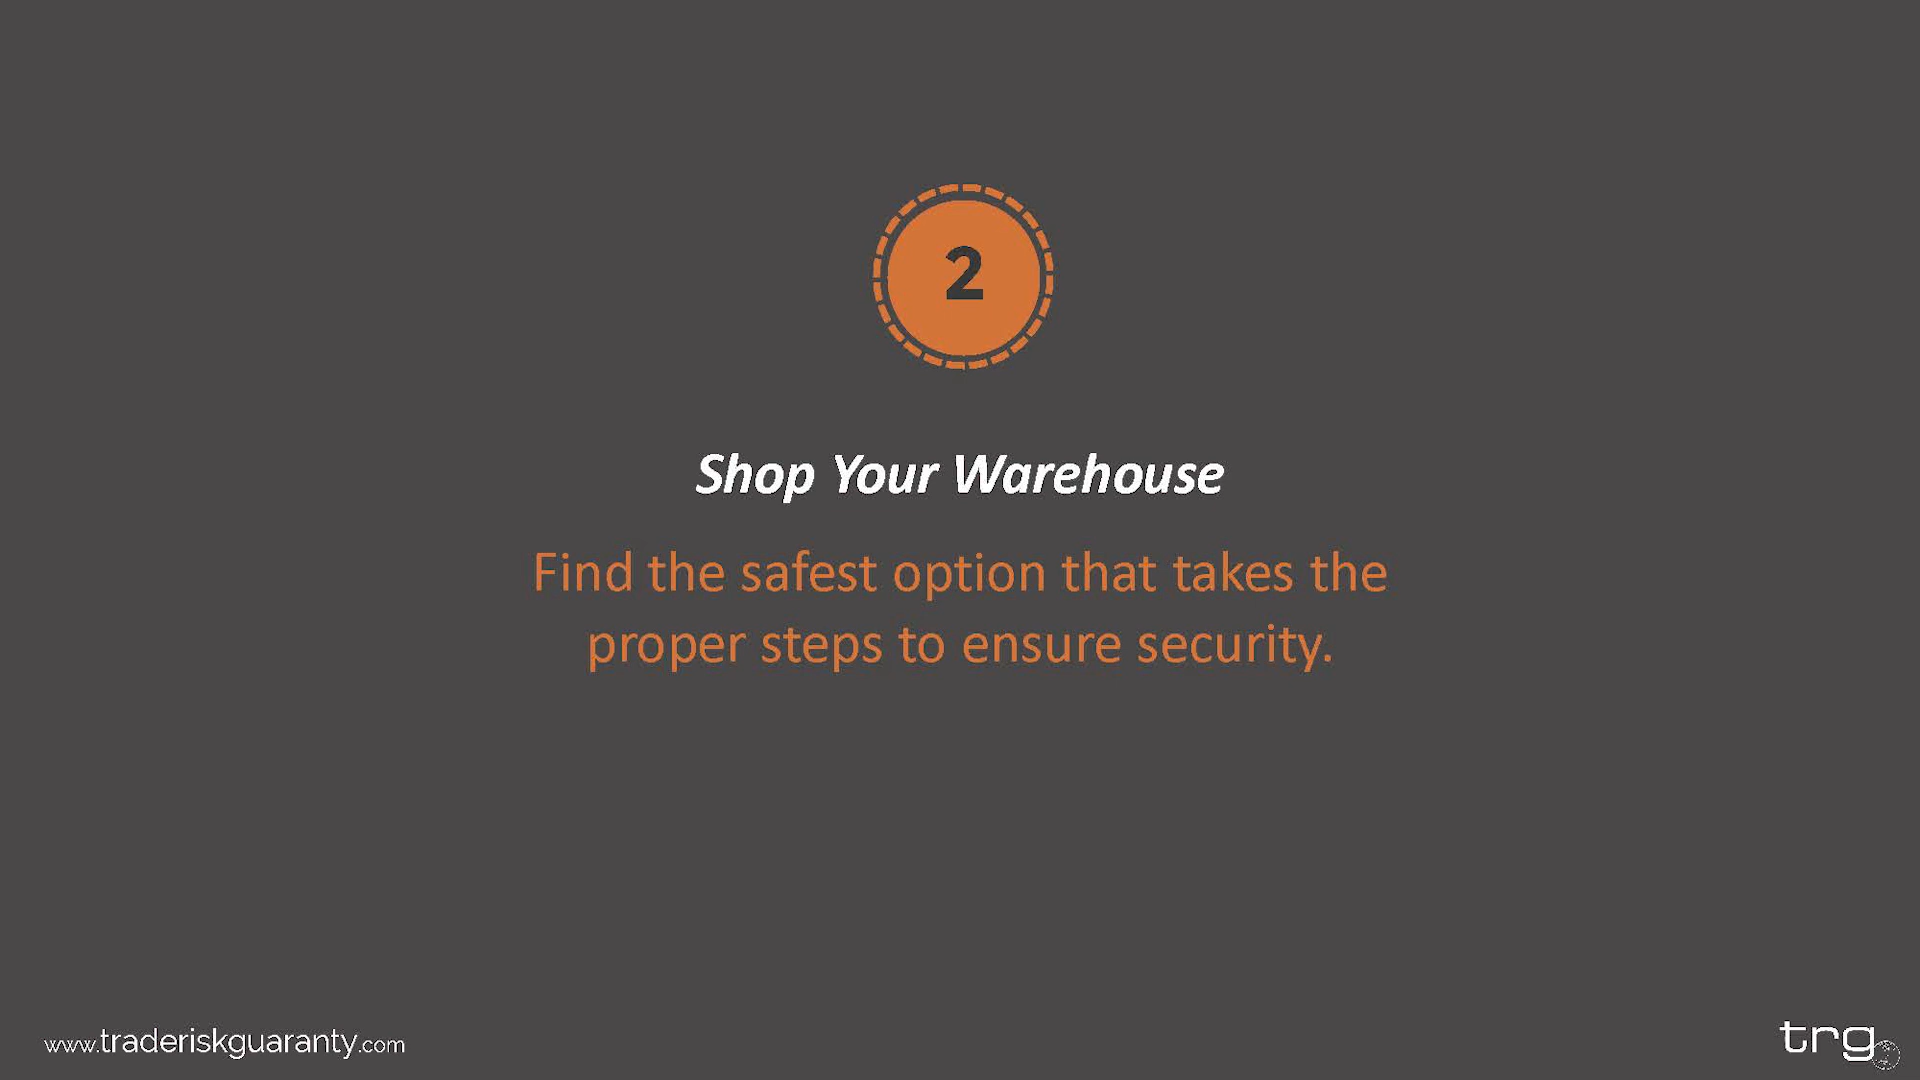 2
Shop Your Warehouse
Find the safest option that takes the
proper steps to ensure security.
www.traderiskguaranty.com
trg